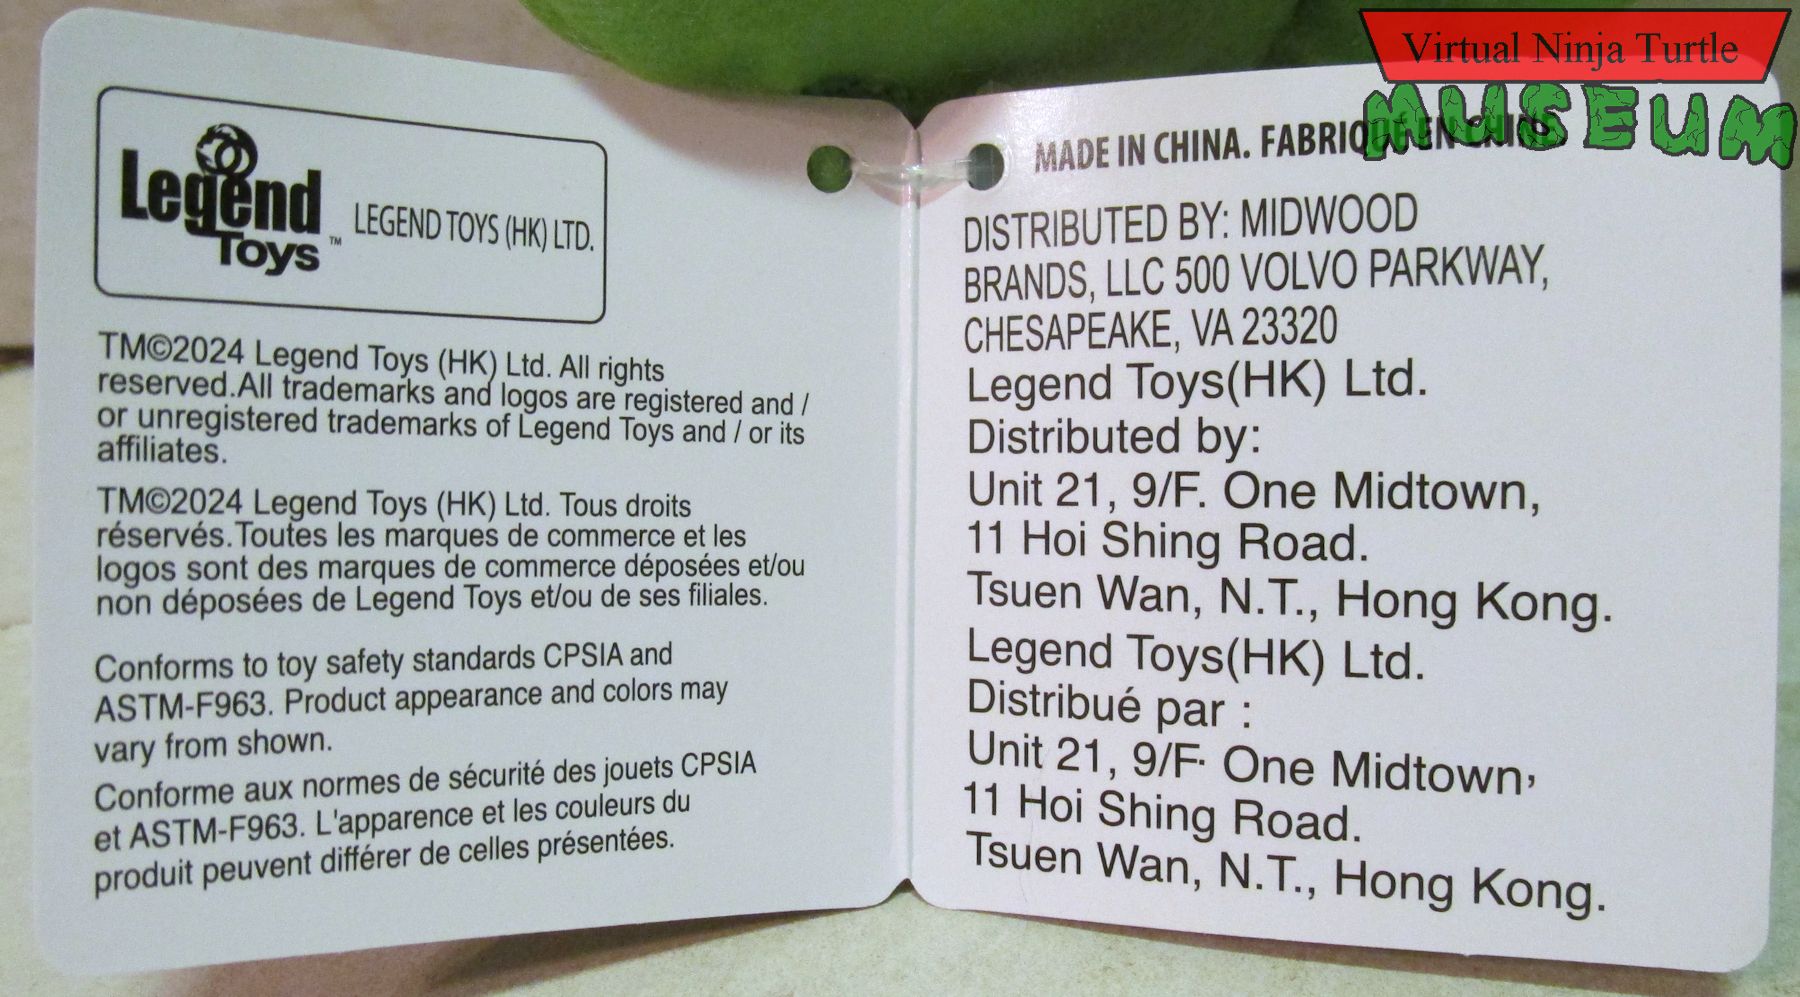 Virtual Ninja Turtle
MUSEUM
Legend
Toys™
LEGEND TOYS (HK) LTD.
TM©2024 Legend Toys (HK) Ltd. All rights
reserved.All trademarks and logos are registered and /
or unregistered trademarks of Legend Toys and / or its
affiliates.
TM©2024 Legend Toys (HK) Ltd. Tous droits
réservés.Toutes les marques de commerce et les
logos sont des marques de commerce déposées et/ou
non déposées de Legend Toys et/ou de ses filiales.
Conforms to toy safety standards CPSIA and
ASTM-F963. Product appearance and colors may
vary from shown.
Conforme aux normes de sécurité des jouets CPSIA
et ASTM-F963. L'apparence et les couleurs du
produit peuvent différer de celles présentées.
MADE IN CHINA. FABRIQUÉ EN CHINE.
DISTRIBUTED BY: MIDWOOD
BRANDS, LLC 500 VOLVO PARKWAY,
CHESAPEAKE, VA 23320
Legend Toys(HK) Ltd.
Distributed by:
Unit 21, 9/F. One Midtown,
11 Hoi Shing Road.
Tsuen Wan, N.T., Hong Kong.
Legend Toys(HK) Ltd.
Distribué par :
Unit 21, 9/F. One Midtown,
11 Hoi Shing Road.
Tsuen Wan, N.T., Hong Kong.